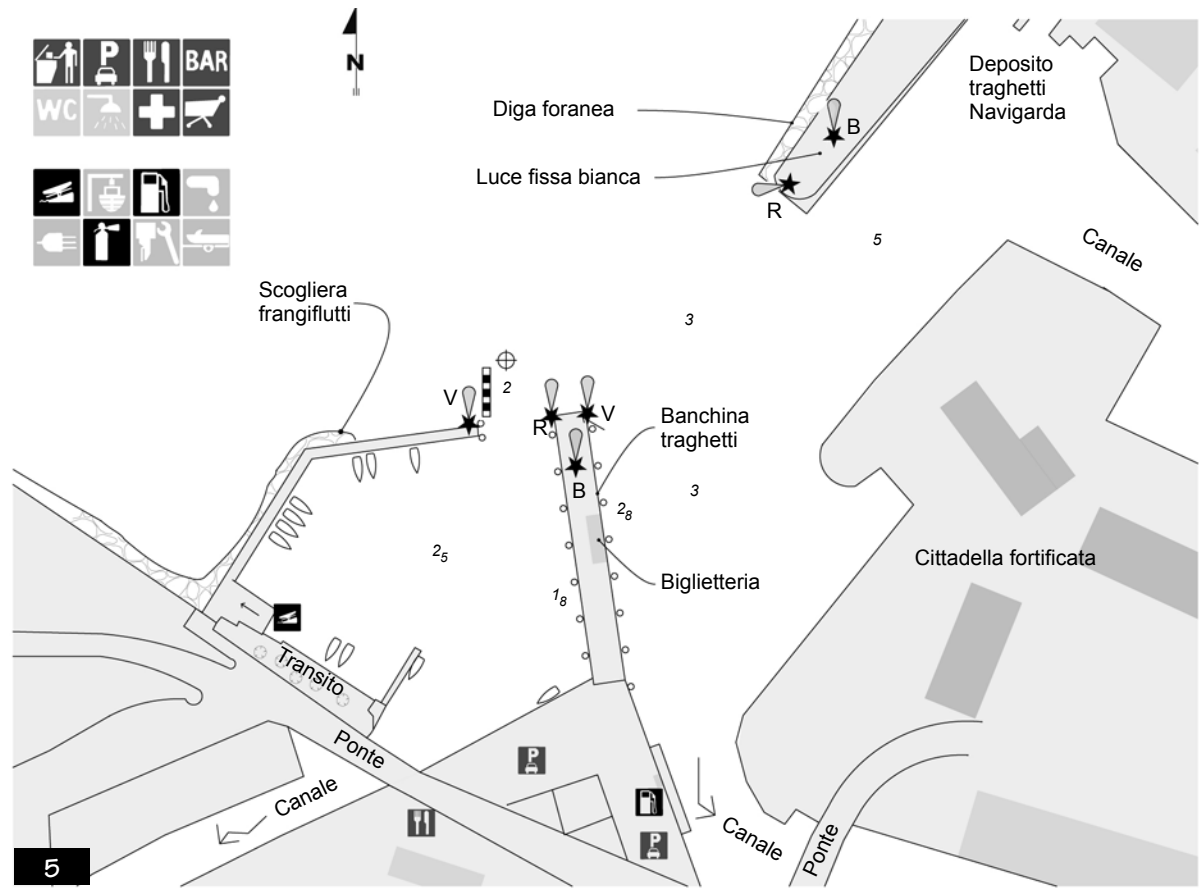 P
BAR
WC
N
Diga foranea
Luce fissa bianca
B
R
Deposito
traghetti
Navigarda
5
Canale
3
Scogliera
frangiflutti
V
2
R
V
B
Banchina
traghetti
3
2₈
2₅
1₈
Biglietteria
Cittadella fortificata
Transito
Ponte
P
Canale
P
Canale
Ponte
5